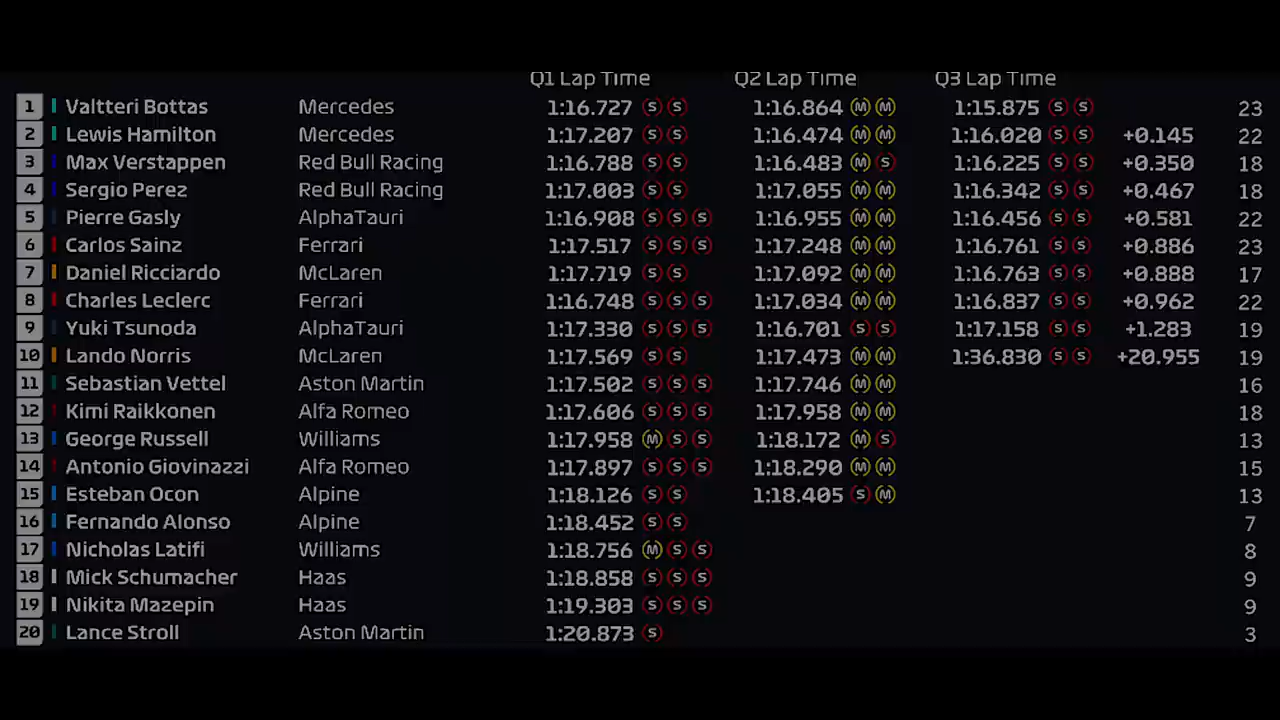 Q1 Lap Time Q2 Lap Time Q3 Lap Time
1 Valtteri Bottas Mercedes 1:16.727 S S 1:16.864 M M 1:15.875 S S 23
2 Lewis Hamilton Mercedes 1:17.207 S S 1:16.474 M M 1:16.020 S S +0.145 22
3 Max Verstappen Red Bull Racing 1:16.788 S S 1:16.483 M S 1:16.225 S S +0.350 18
4 Sergio Perez Red Bull Racing 1:17.003 S S 1:17.055 M M 1:16.342 S S +0.467 18
5 Pierre Gasly AlphaTauri 1:16.908 S S S 1:16.955 M M 1:16.456 S S +0.581 22
6 Carlos Sainz Ferrari 1:17.517 S S S 1:17.248 M M 1:16.761 S S +0.886 23
7 Daniel Ricciardo McLaren 1:17.719 S S 1:17.092 M M 1:16.763 S S +0.888 17
8 Charles Leclerc Ferrari 1:16.748 S S S 1:17.034 M M 1:16.837 S S +0.962 22
9 Yuki Tsunoda AlphaTauri 1:17.330 S S S 1:16.701 S S 1:17.158 S S +1.283 19
10 Lando Norris McLaren 1:17.569 S S 1:17.473 M M 1:36.830 S S +20.955 19
11 Sebastian Vettel Aston Martin 1:17.502 S S S 1:17.746 M M 16
12 Kimi Raikkonen Alfa Romeo 1:17.606 S S S 1:17.958 M M 18
13 George Russell Williams 1:17.958 M S S 1:18.172 M S 13
14 Antonio Giovinazzi Alfa Romeo 1:17.897 S S S 1:18.290 M M 15
15 Esteban Ocon Alpine 1:18.126 S S 1:18.405 S M 13
16 Fernando Alonso Alpine 1:18.452 S S 7
17 Nicholas Latifi Williams 1:18.756 M S S 8
18 Mick Schumacher Haas 1:18.858 S S S 9
19 Nikita Mazepin Haas 1:19.303 S S S 9
20 Lance Stroll Aston Martin 1:20.873 S 3